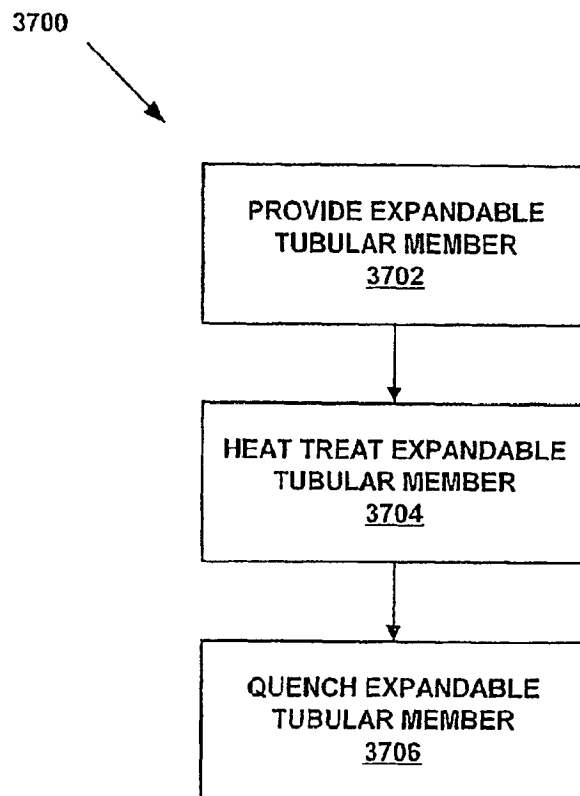 3700
PROVIDE EXPANDABLE
TUBULAR MEMBER
3702
HEAT TREAT EXPANDABLE
TUBULAR MEMBER
3704
QUENCH EXPANDABLE
TUBULAR MEMBER
3706